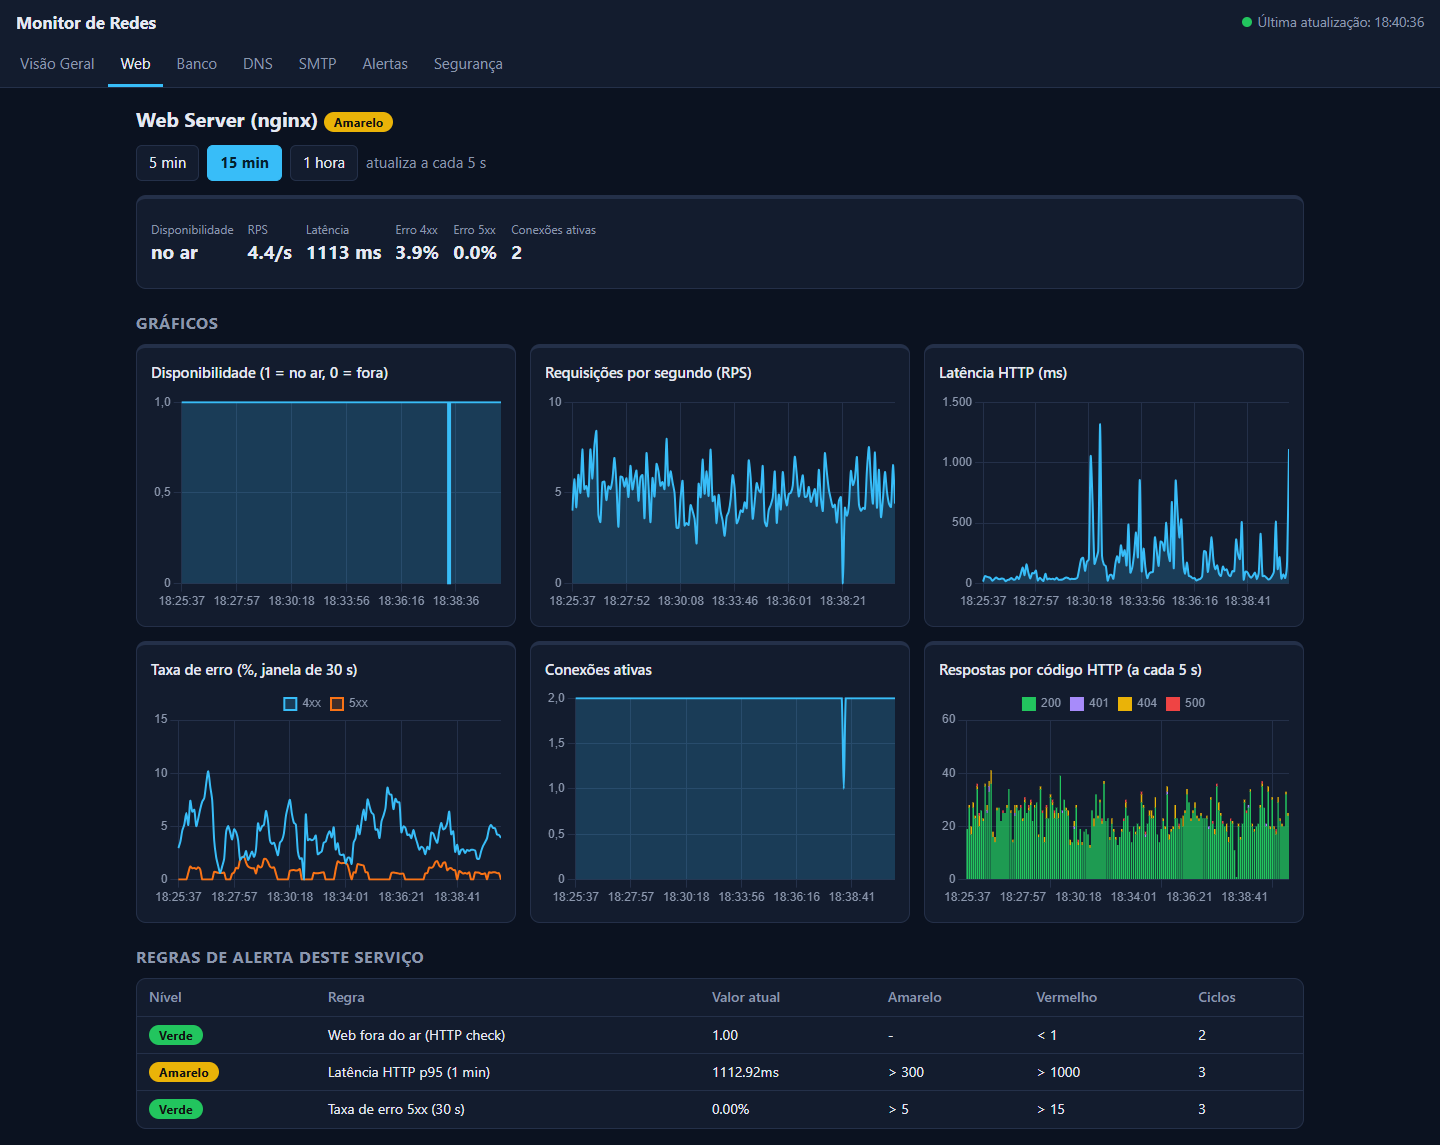 Monitor de Redes
Última atualização: 18:40:36
Visão Geral Web Banco DNS SMTP Alertas Segurança
Web Server (nginx) Amarelo
5 min 15 min 1 hora atualiza a cada 5 s
Disponibilidade RPS Latência Erro 4xx Erro 5xx Conexões ativas
no ar 4.4/s 1113 ms 3.9% 0.0% 2
GRÁFICOS
Disponibilidade (1 = no ar, 0 = fora)
1,0
0,5
0
18:25:37 18:27:57 18:30:18 18:33:56 18:36:16 18:38:36
Requisições por segundo (RPS)
10
5
0
18:25:37 18:27:52 18:30:08 18:33:46 18:36:01 18:38:21
Latência HTTP (ms)
1.500
1.000
500
0
18:25:37 18:27:57 18:30:18 18:33:56 18:36:16 18:38:41
Taxa de erro (%, janela de 30 s)
4xx 5xx
15
10
5
0
18:25:37 18:27:57 18:30:18 18:34:01 18:36:21 18:38:41
Conexões ativas
2,0
1,5
1,0
0,5
0
18:25:37 18:27:57 18:30:18 18:33:56 18:36:16 18:38:41
Respostas por código HTTP (a cada 5 s)
200 401 404 500
60
40
20
0
18:25:37 18:27:57 18:30:18 18:34:01 18:36:21 18:38:41
REGRAS DE ALERTA DESTE SERVIÇO
Nível Regra Valor atual Amarelo Vermelho Ciclos
Verde Web fora do ar (HTTP check) 1.00 - < 1 2
Amarelo Latência HTTP p95 (1 min) 1112.92ms > 300 > 1000 3
Verde Taxa de erro 5xx (30 s) 0.00% > 5 > 15 3